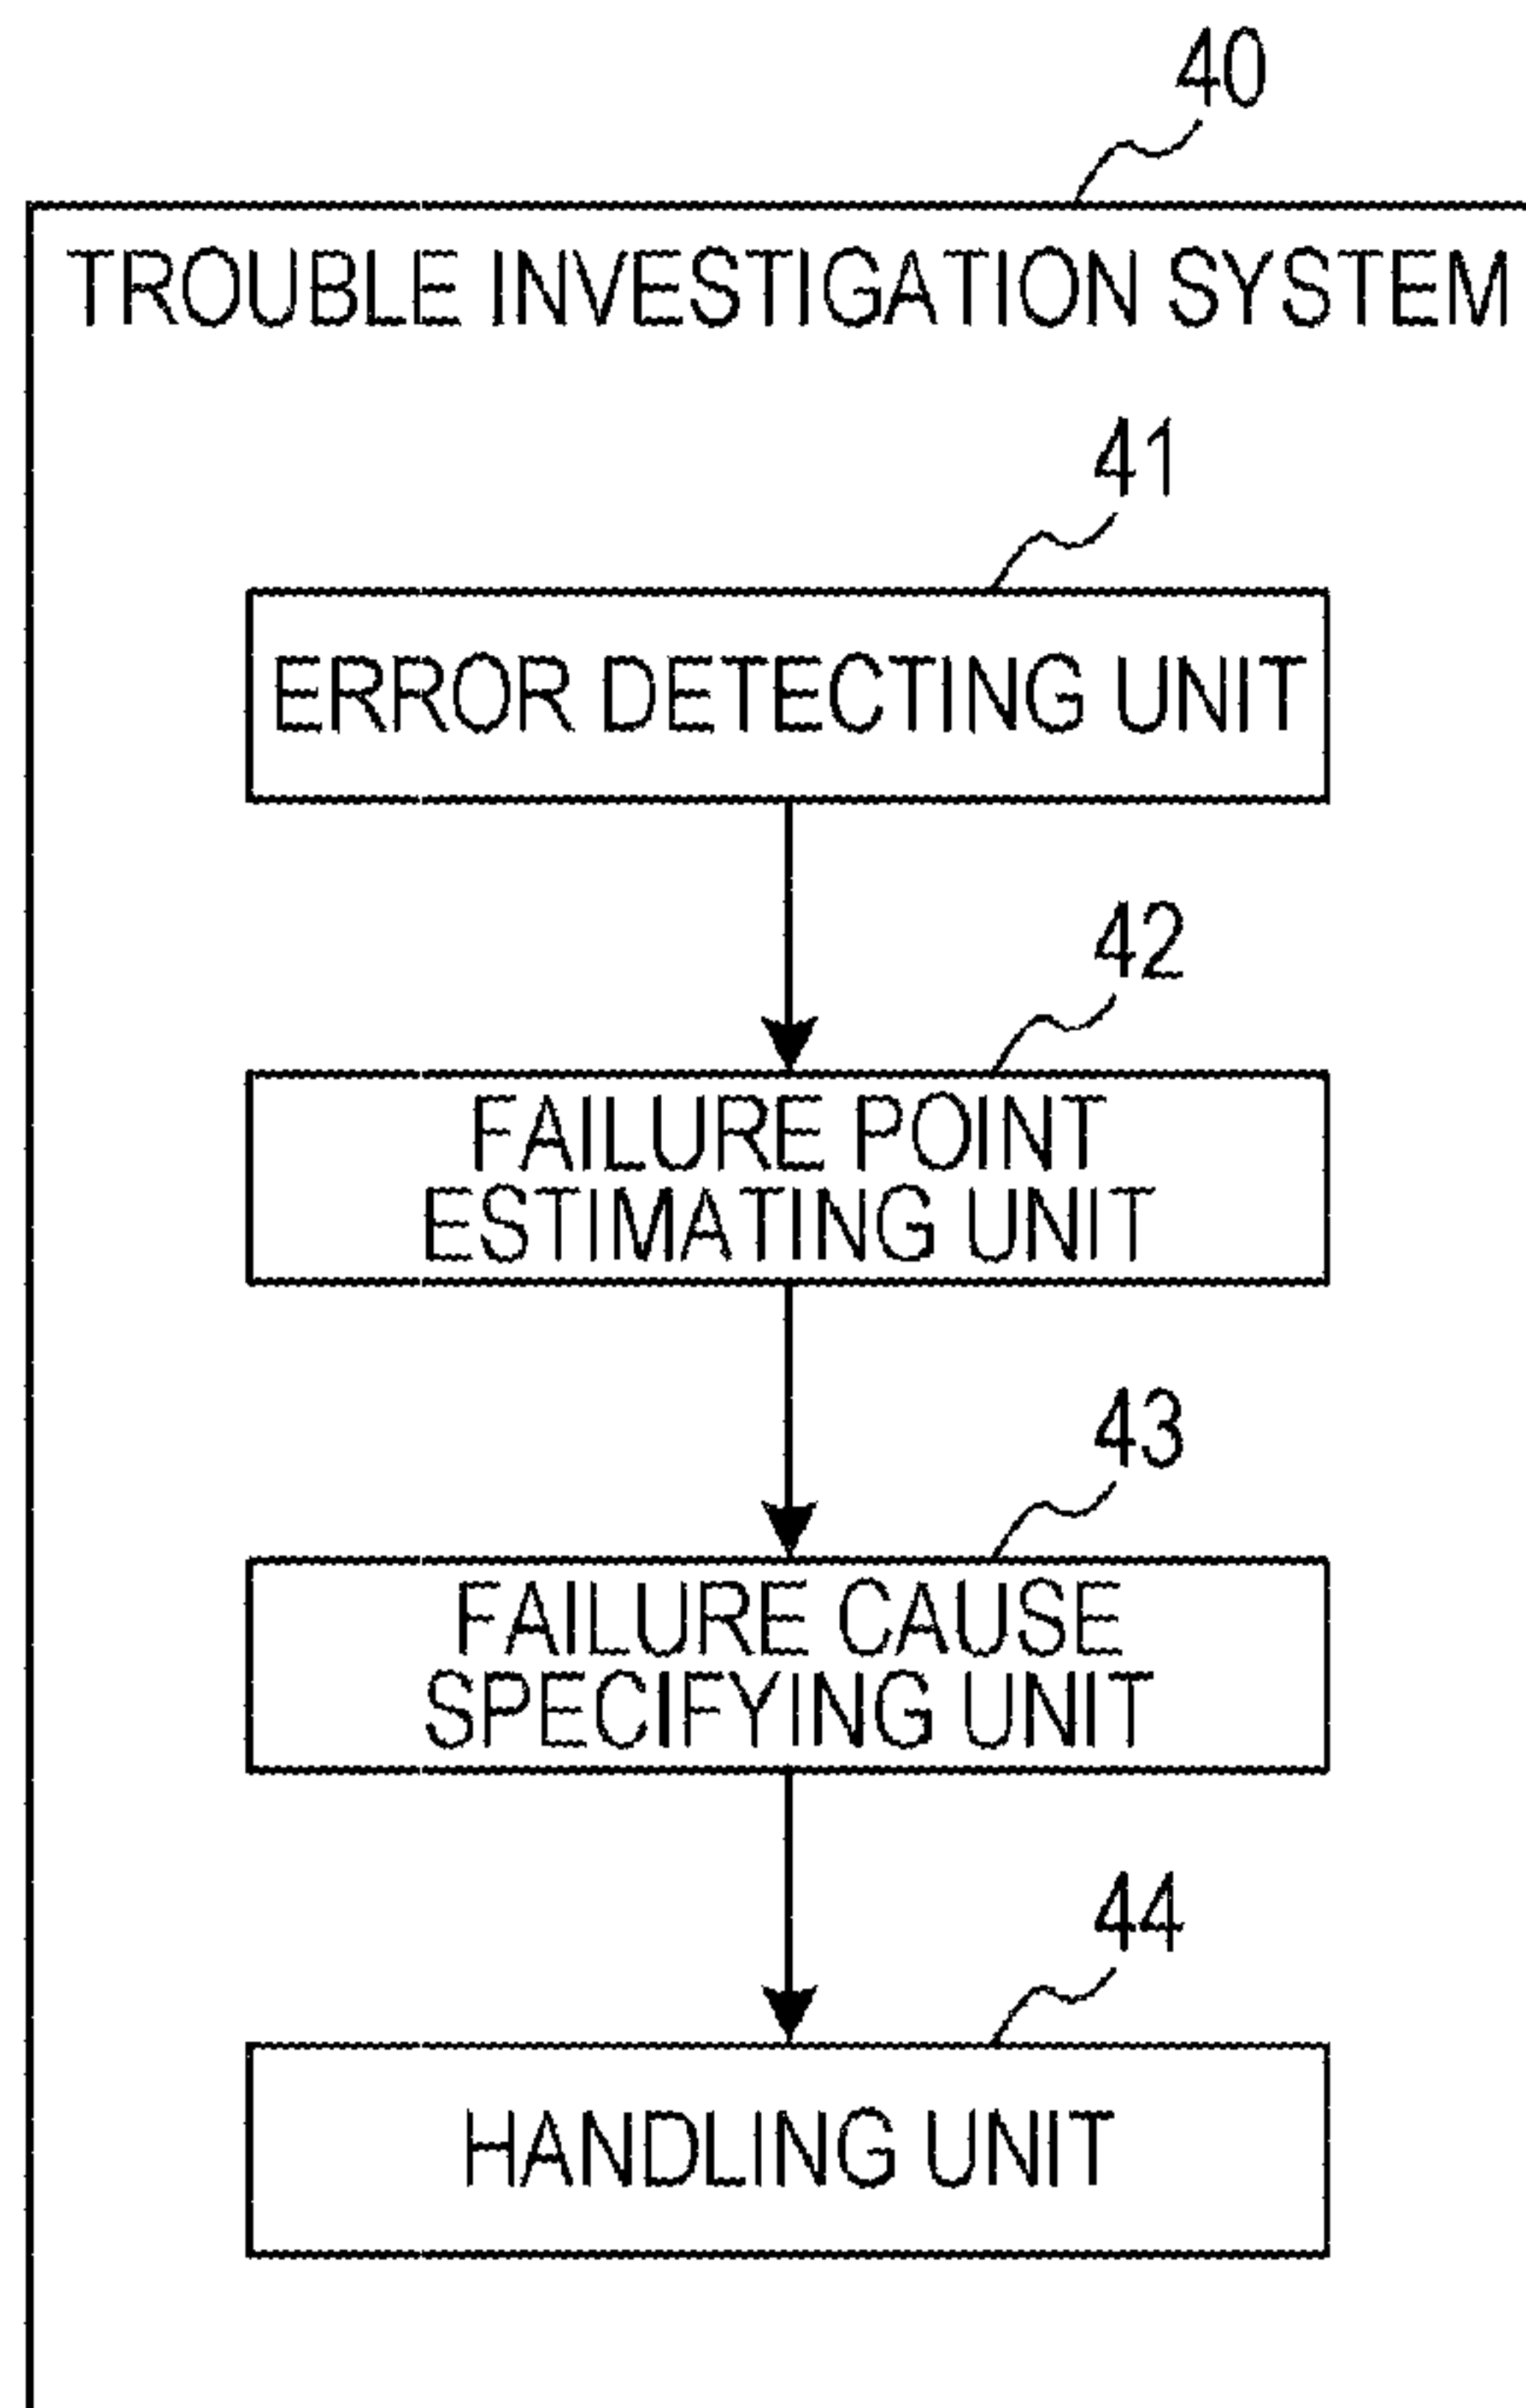 40
TROUBLE INVESTIGATION SYSTEM
41
ERROR DETECTING UNIT
42
FAILURE POINT
ESTIMATING UNIT
43
FAILURE CAUSE
SPECIFYING UNIT
44
HANDLING UNIT